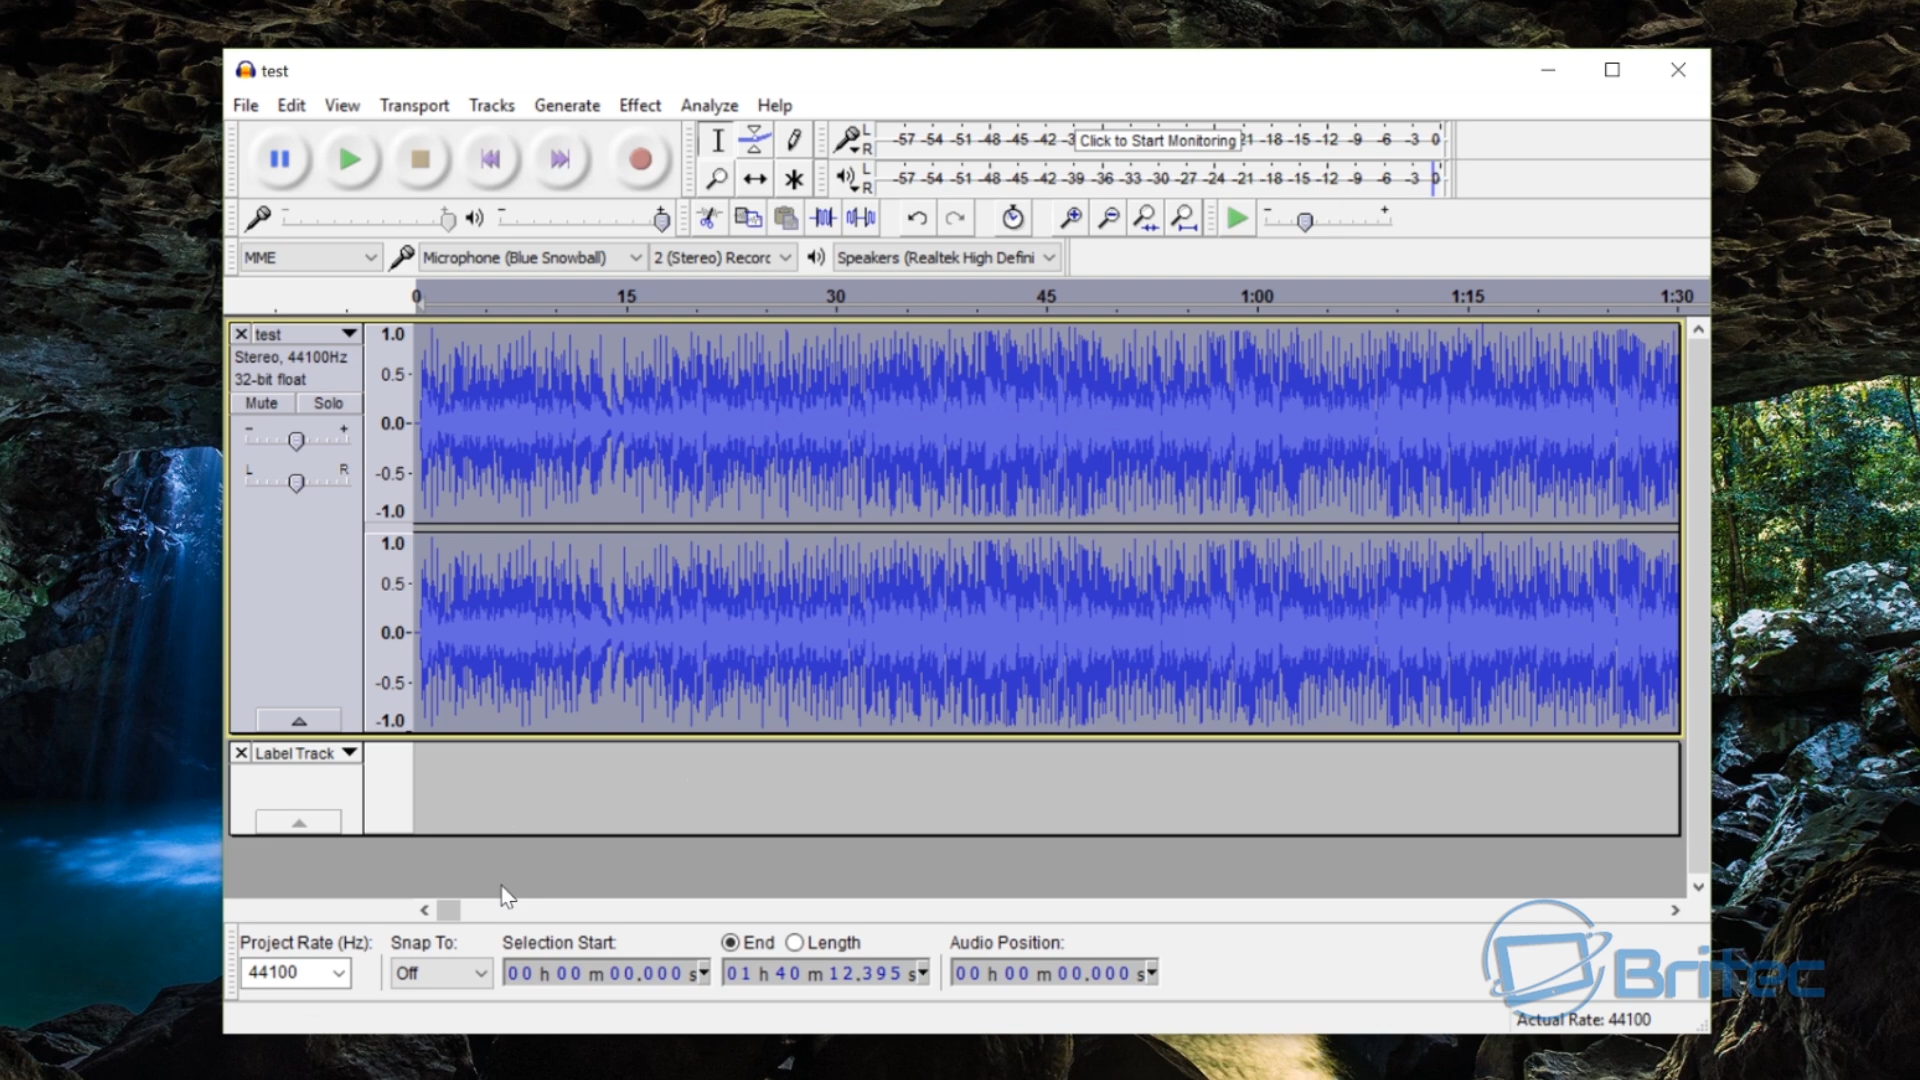 test
File Edit View Transport Tracks Generate Effect Analyze Help
L R -57 -54 -51 -48 -45 -42 -3 Click to Start Monitoring 21 -18 -15 -12 -9 -6 -3 0
L R -57 -54 -51 -48 -45 -42 -39 -36 -33 -30 -27 -24 -21 -18 -15 -12 -9 -6 -3 0
- + - + - +
MME Microphone (Blue Snowball) 2 (Stereo) Recorc Speakers (Realtek High Defini
0 15 30 45 1:00 1:15 1:30
X test 1.0
Stereo, 44100Hz
32-bit float
0.5
Mute Solo
0.0
- +
L R
-0.5
-1.0
1.0
0.5
0.0
-0.5
-1.0
X Label Track
Project Rate (Hz): Snap To: Selection Start: End Length Audio Position:
44100 Off 00 h 00 m 00.000 s 01 h 40 m 12.395 s 00 h 00 m 00.000 s
Britec
Actual Rate: 44100